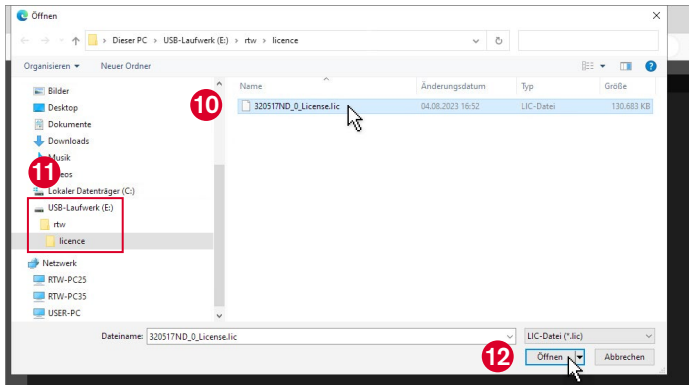 Öffnen
Dieser PC > USB-Laufwerk (E:) > rtw > licence
Organisieren Neuer Ordner
Name Änderungsdatum Typ Größe
Bilder
10 320517ND_0_License.lic 04.08.2023 16:52 LIC-Datei 130.683 KB
Desktop
Dokumente
Downloads
Musik
11
eos
Lokaler Datenträger (C:)
USB-Laufwerk (E:)
rtw
licence
Netzwerk
RTW-PC25
RTW-PC35
USER-PC
Dateiname: 320517ND_0_License.lic LIC-Datei (*.lic)
12 Öffnen Abbrechen